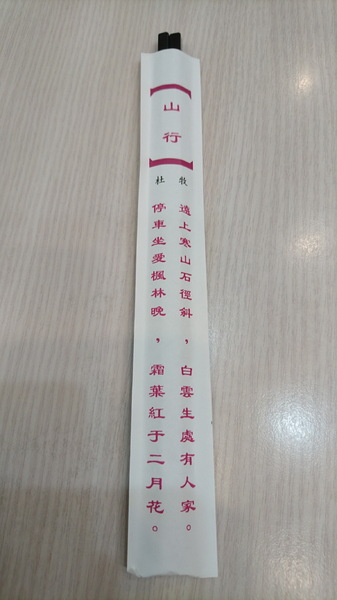 【山行】
杜牧
遠上寒山石徑斜，白雲生處有人家。
停車坐愛楓林晚，霜葉紅于二月花。